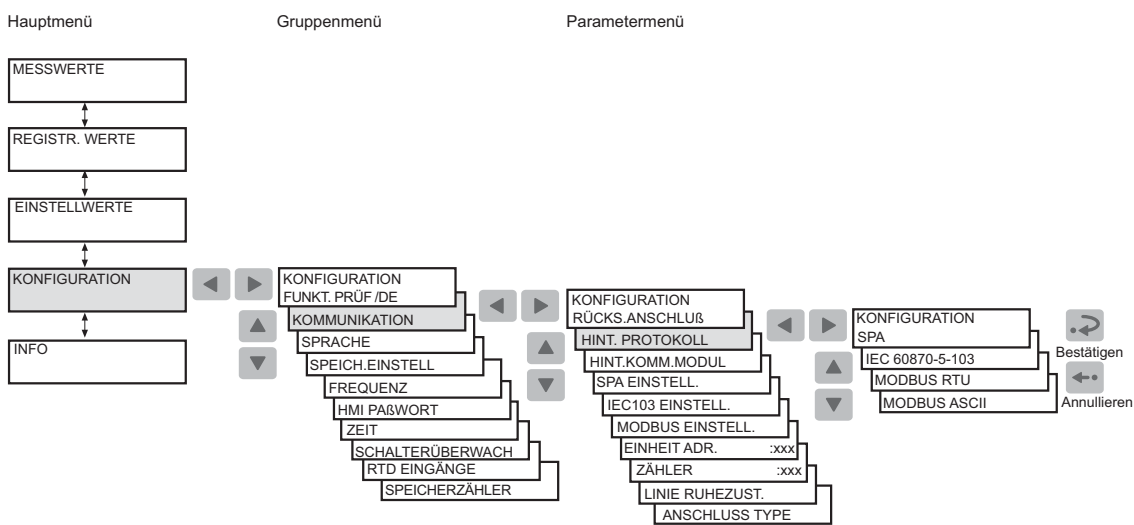 Hauptmenü
Gruppenmenü
Parametermenü
MESSWERTE
REGISTR. WERTE
EINSTELLWERTE
KONFIGURATION
INFO
KONFIGURATION
FUNKT. PRÜF /DE
KOMMUNIKATION
SPRACHE
SPEICH.EINSTELL
FREQUENZ
HMI PAßWORT
ZEIT
SCHALTERÜBERWACH
RTD EINGÄNGE
SPEICHERZÄHLER
KONFIGURATION
RÜCKS.ANSCHLUß
HINT. PROTOKOLL
HINT.KOMM.MODUL
SPA EINSTELL.
IEC103 EINSTELL.
MODBUS EINSTELL.
EINHEIT ADR. :xxx
ZÄHLER :xxx
LINIE RUHEZUST.
ANSCHLUSS TYPE
KONFIGURATION
SPA
IEC 60870-5-103
MODBUS RTU
MODBUS ASCII
Bestätigen
Annullieren